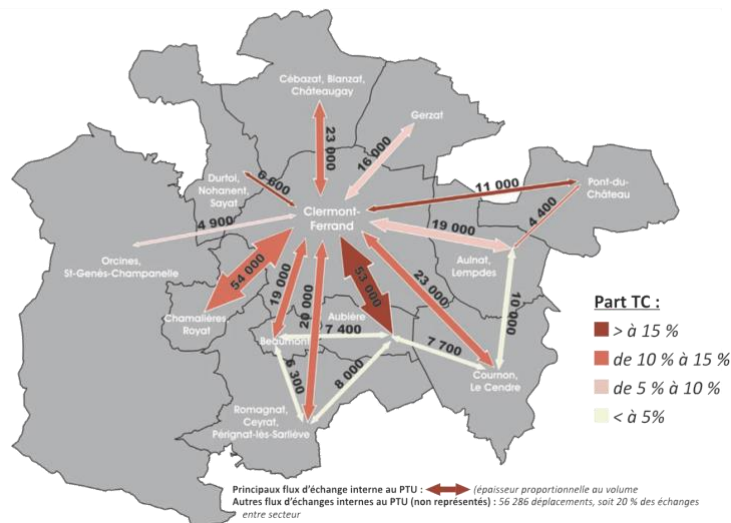 Cébazat, Blanzat,
Châteaugay
Gerzat
23 000
16 000
Durtol,
Nohanent,
Sayat
6 600
11 000
Pont-du-
Château
4 400
Clermont-
Ferrand
4 900
19 000
Orcines,
St-Genès-Champanelle
Aulnat,
Lempdes
54 000
19 000
20 000
53 000
23 000
10 000
Chamalières
Royat
Aubière
7 400
Beaumont
7 700
6 300
8 000
Cournon,
Le Cendre
Romagnat,
Ceyrat,
Pérignat-lès-Sarliève
Part TC :
> à 15 %
de 10 % à 15 %
de 5 % à 10 %
< à 5%
Principaux flux d'échange interne au PTU : (épaisseur proportionnelle au volume
Autres flux d'échanges internes au PTU (non représentés) : 56 286 déplacements, soit 20 % des échanges
entre secteur